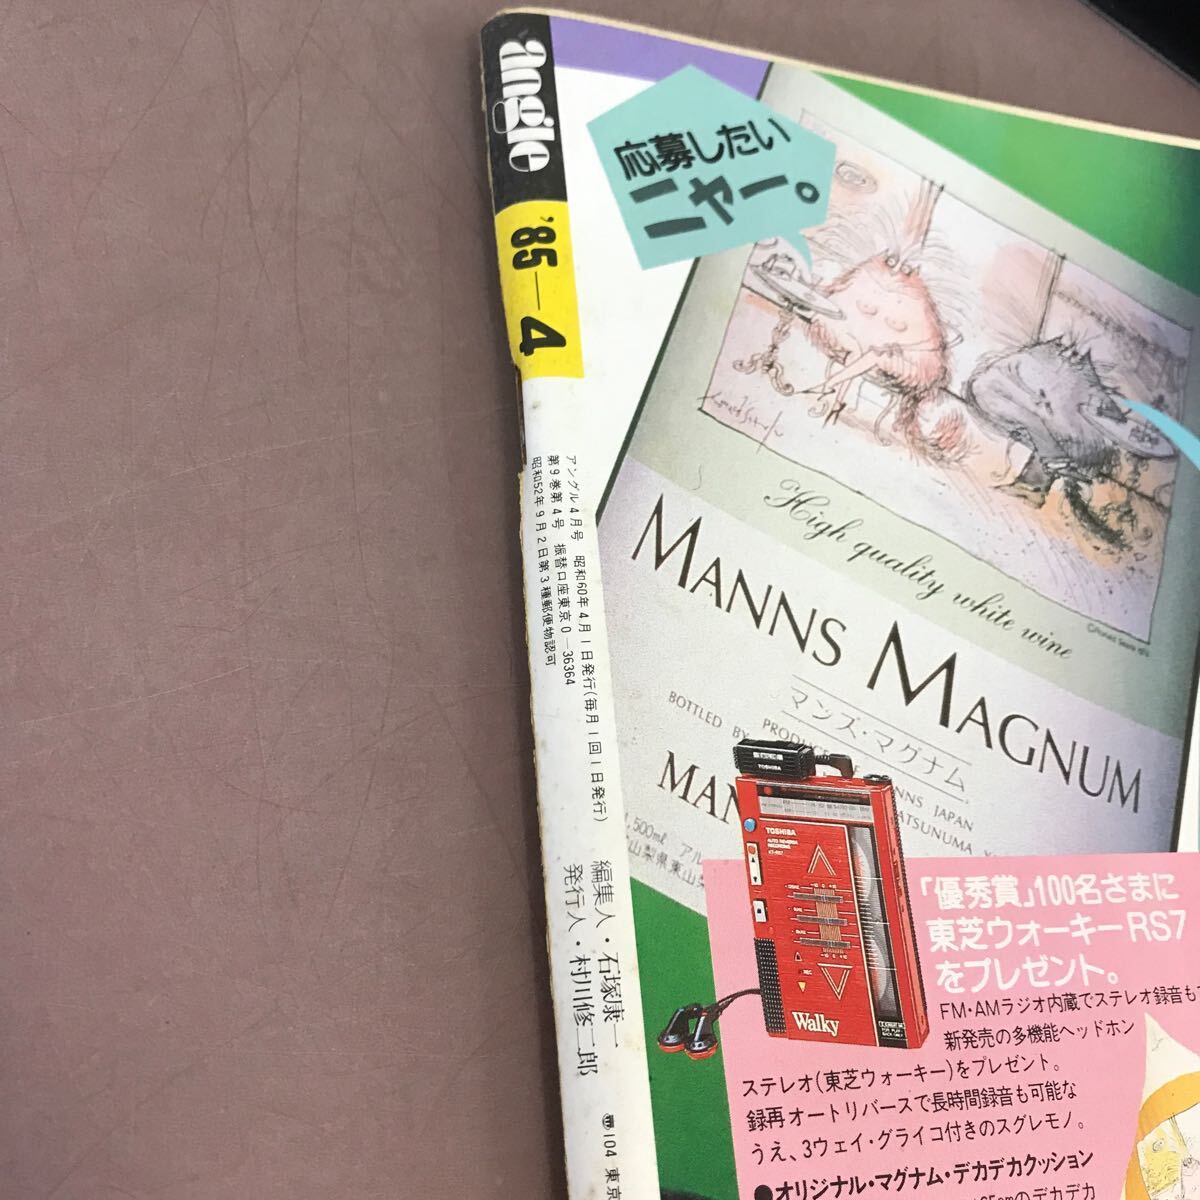 angle
'85-4
アングル4月号 昭和60年4月1日発行(毎月1回1日発行)
第9巻第4号 振替口座東京0-36364
昭和52年9月2日第3種郵便物認可
編集人・石塚康一
発行人・村川修二郎
〒104 東京
応募したい
ニャー。
High quality white wine
MANNS MAGNUM
マンズ・マグナム
BOTTLED BY
JAPAN
MAN
TOSHIBA
TOSHIBA
Walky
「優秀賞」100名さまに
東芝ウォーキーRS7
をプレゼント。
FM・AMラジオ内蔵でステレオ録音も
新発売の多機能ヘッドホン
ステレオ(東芝ウォーキー)をプレゼント。
録再オートリバースで長時間録音も可能な
うえ、3ウェイ・グライコ付きのスグレモノ。
●オリジナル・マグナム・デカデカクッション
のデカデカ